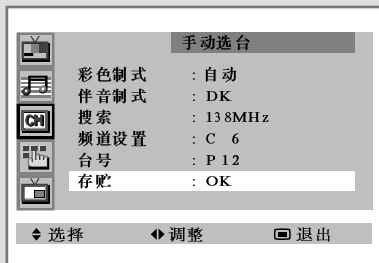 手动选台
彩色制式 : 自动
伴音制式 : DK
搜索 : 138MHz
频道设置 : C 6
CH
台号 : P 12
存贮 : OK
选择 调整 退出